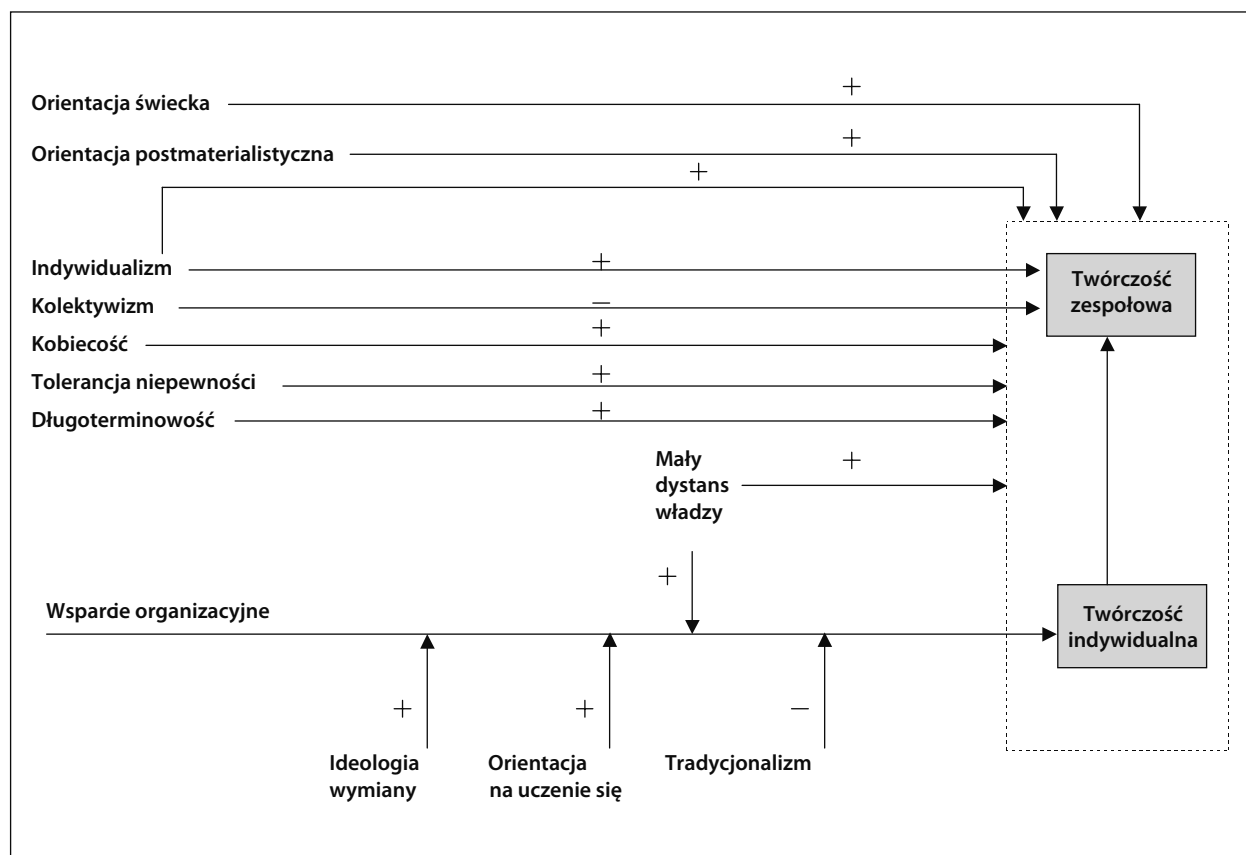 +
Orientacja świecka
+
Orientacja postmaterialistyczna
+
Indywidualizm
+
Twórczość
zespołowa
Kolektywizm
−
+
Kobiecość
Tolerancja niepewności
+
Długoterminowość
+
Mały
dystans
władzy
+
+
Wsparcie organizacyjne
Twórczość
indywidualna
+
+
−
Ideologia
wymiany
Orientacja
na uczenie się
Tradycjonalizm